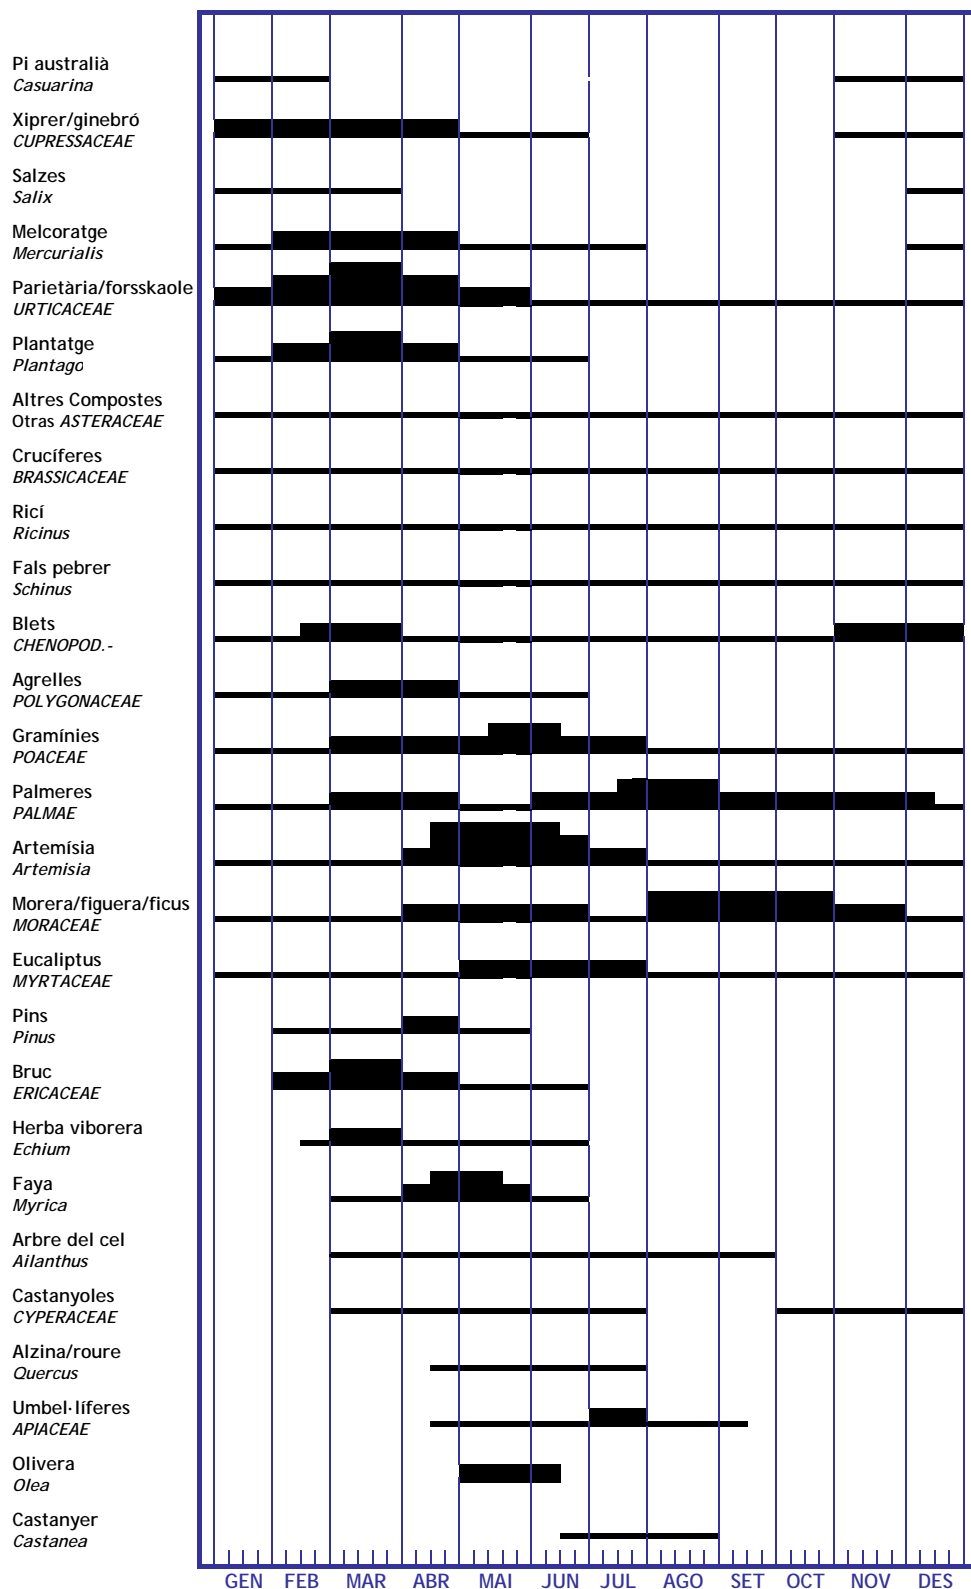 Pi australià
Casuarina
Xiprer/ginebró
CUPRESSACEAE
Salzes
Salix
Melcoratge
Mercurialis
Parietària/forsskaole
URTICACEAE
Plantatge
Plantago
Altres Compostes
Otras ASTERACEAE
Crucíferes
BRASSICACEAE
Ricí
Ricinus
Fals pebrer
Schinus
Blets
CHENOPOD.-
Agrelles
POLYGONACEAE
Gramínies
POACEAE
Palmeres
PALMAE
Artemísia
Artemisia
Morera/figuera/ficus
MORACEAE
Eucaliptus
MYRTACEAE
Pins
Pinus
Bruc
ERICACEAE
Herba viborera
Echium
Faya
Myrica
Arbre del cel
Ailanthus
Castanyoles
CYPERACEAE
Alzina/roure
Quercus
Umbel·líferes
APIACEAE
Olivera
Olea
Castanyer
Castanea
GEN FEB MAR ABR MAI JUN JUL AGO SET OCT NOV DES